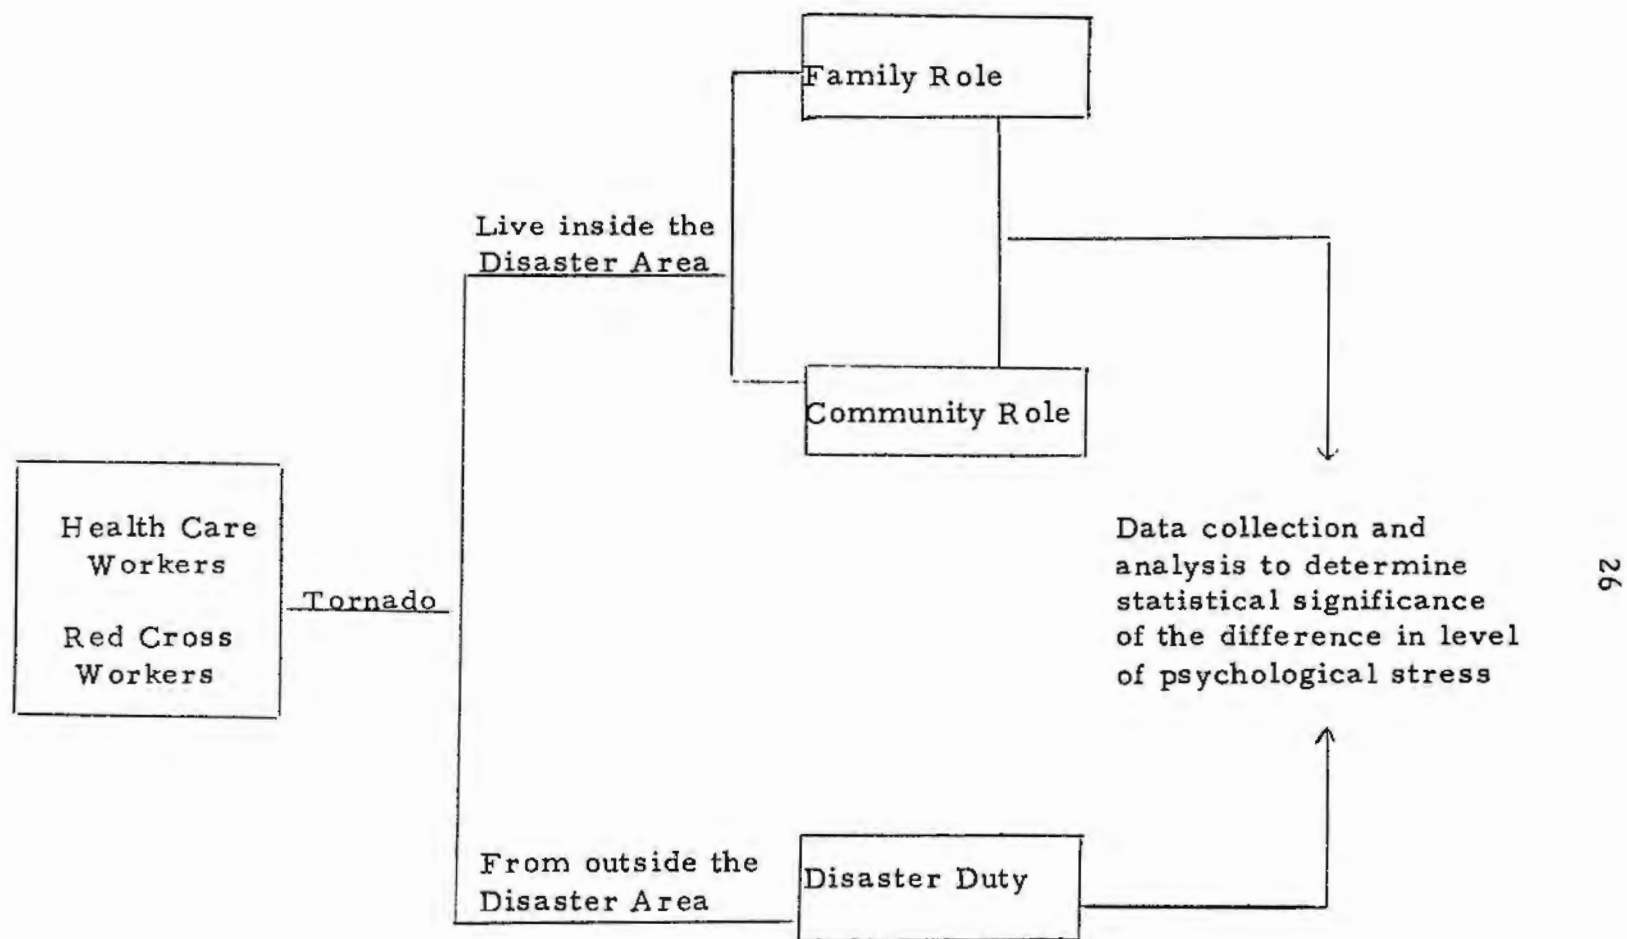 Family Role
Live inside the
Disaster Area
Community Role
Health Care
Workers
Red Cross
Workers
Tornado
Data collection and
analysis to determine
statistical significance
of the difference in level
of psychological stress
26
From outside the
Disaster Area
Disaster Duty